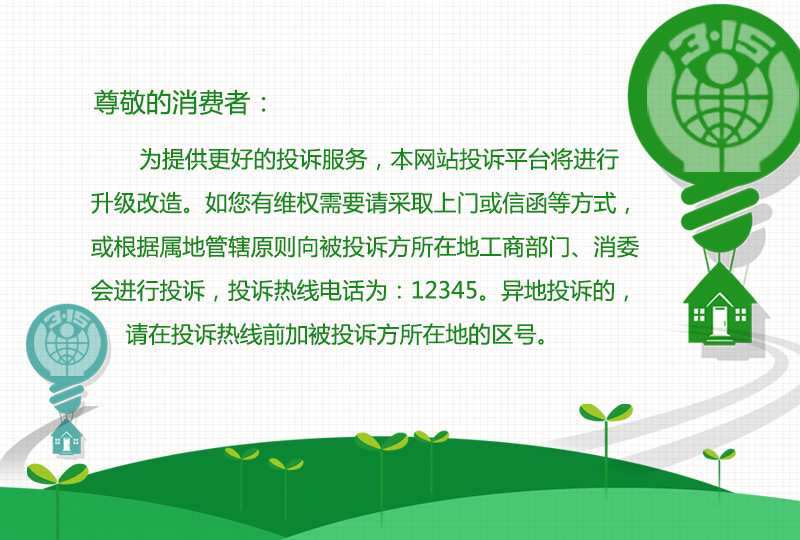 3·15
尊敬的消费者：
为提供更好的投诉服务，本网站投诉平台将进行
升级改造。如您有维权需要请采取上门或信函等方式，
或根据属地管辖原则向被投诉方所在地工商部门、消委
会进行投诉，投诉热线电话为：12345。异地投诉的，
请在投诉热线前加被投诉方所在地的区号。
3·15